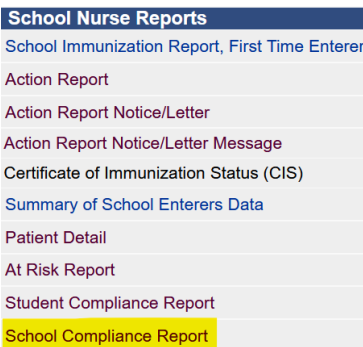 School Nurse Reports
School Immunization Report, First Time Enterer
Action Report
Action Report Notice/Letter
Action Report Notice/Letter Message
Certificate of Immunization Status (CIS)
Summary of School Enterers Data
Patient Detail
At Risk Report
Student Compliance Report
School Compliance Report